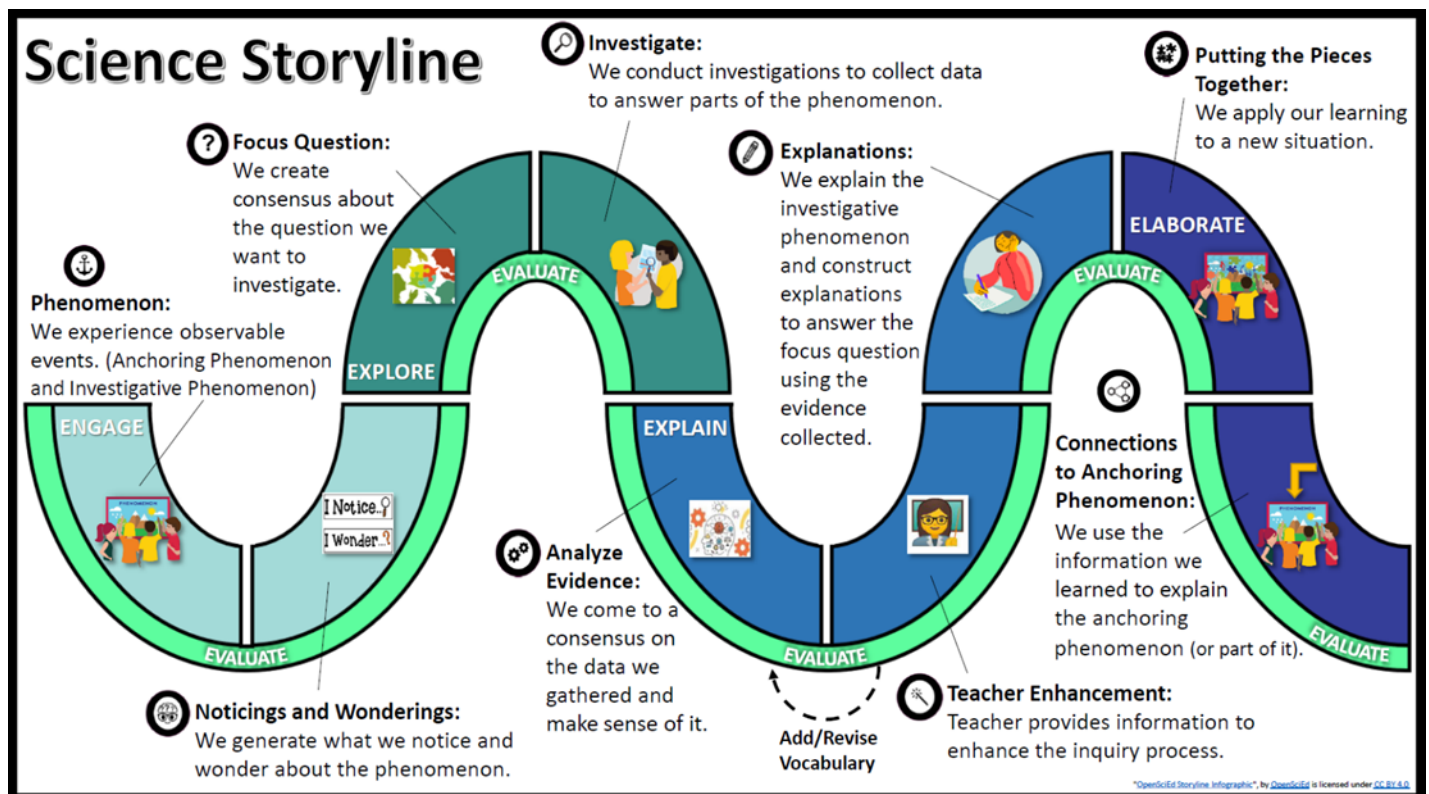 Science Storyline
Investigate:
We conduct investigations to collect data
to answer parts of the phenomenon.
Putting the Pieces
Together:
We apply our learning
to a new situation.
? Focus Question:
We create
consensus about
the question we
want to
investigate.
Explanations:
We explain the
investigative
phenomenon
and construct
explanations
to answer the
focus question
using the
evidence
collected.
Phenomenon:
We experience observable
events. (Anchoring Phenomenon
and Investigative Phenomenon)
EXPLORE
EVALUATE
ELABORATE
EVALUATE
ENGAGE
PHENOMENON
I Notice...
I Wonder...?
EVALUATE
EXPLAIN
EVALUATE
Connections
to Anchoring
Phenomenon:
We use the
information we
learned to explain
the anchoring
phenomenon (or part of it).
PHENOMENON
EVALUATE
Noticings and Wonderings:
We generate what we notice and
wonder about the phenomenon.
Analyze
Evidence:
We come to a
consensus on
the data we
gathered and
make sense of it.
Add/Revise
Vocabulary
Teacher Enhancement:
Teacher provides information to
enhance the inquiry process.
"OpenSciEd Storyline Infographic", by OpenSciEd is licensed under CC BY 4.0.